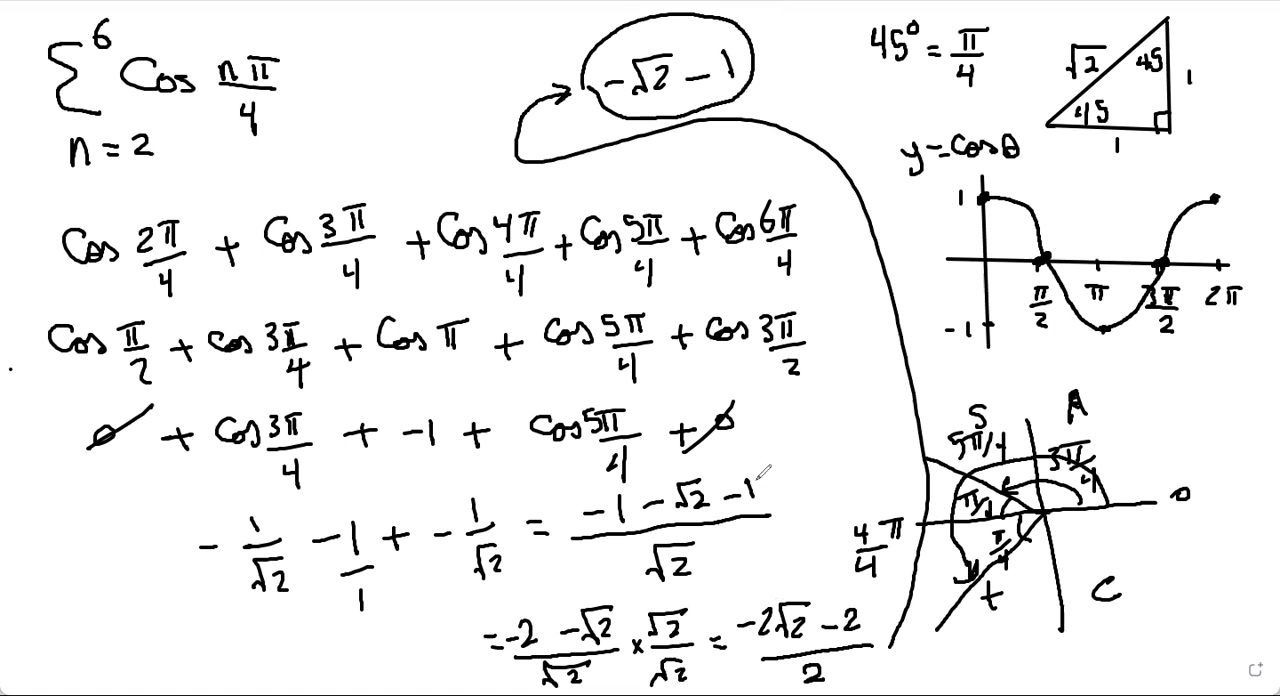 6
Σ cos nπ/4
n = 2
-√2 - 1
45° = π/4
√2 45 1
45
1
y = cosθ
1
π/2 π 3π/2 2π
-1
cos 2π/4 + cos 3π/4 + cos 4π/4 + cos 5π/4 + cos 6π/4
cos π/2 + cos 3π/4 + cos π + cos 5π/4 + cos 3π/2
0 + cos 3π/4 + -1 + cos 5π/4 + 0
-1/√2 - 1/1 + -1/√2 = (-1 - √2 - 1)/√2
= (-2 - √2)/√2 × √2/√2 = (-2√2 - 2)/2
S A
5π/4 3π/4
π/4 0
4π/4 π/4
t C